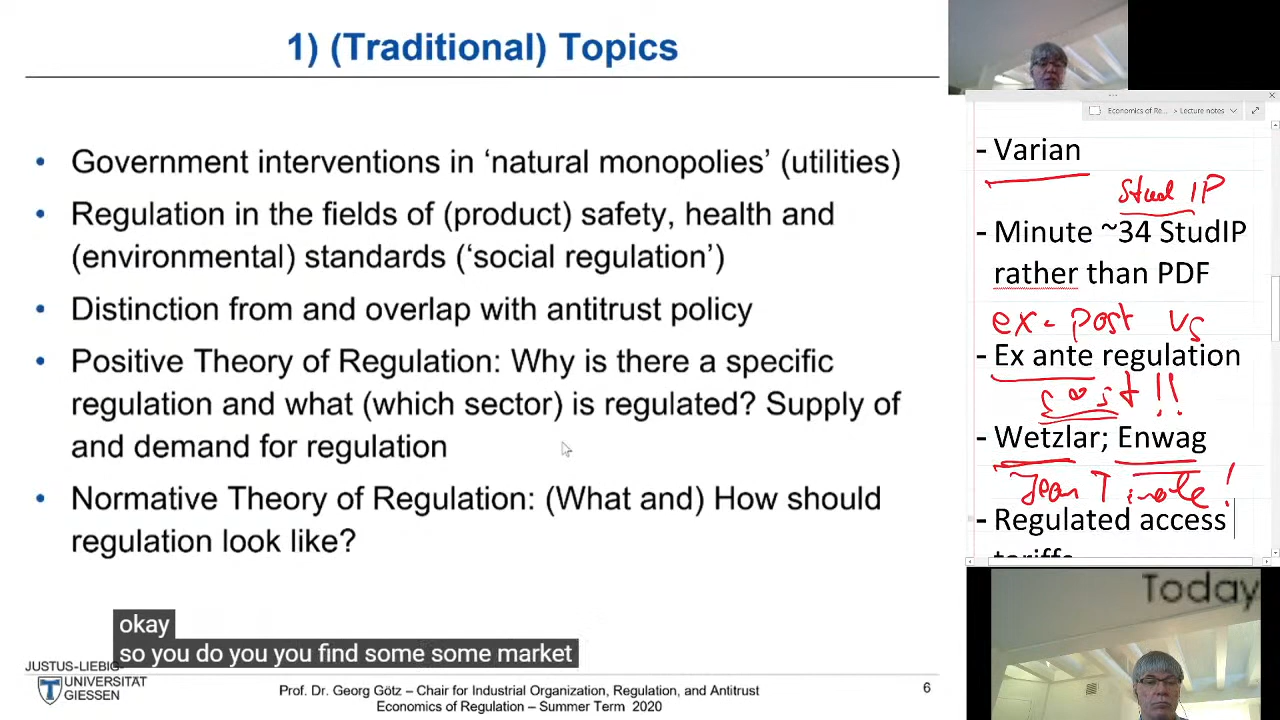 1) (Traditional) Topics
• Government interventions in ‘natural monopolies’ (utilities)
• Regulation in the fields of (product) safety, health and
(environmental) standards (‘social regulation’)
• Distinction from and overlap with antitrust policy
• Positive Theory of Regulation: Why is there a specific
regulation and what (which sector) is regulated? Supply of
and demand for regulation
• Normative Theory of Regulation: (What and) How should
regulation look like?
okay
so you do you you find some some market
JUSTUS-LIEBIG-
UNIVERSITAT
GIESSEN
Prof. Dr. Georg Götz – Chair for Industrial Organization, Regulation, and Antitrust
Economics of Regulation – Summer Term 2020
6
Economics of Re... > Lecture notes
- Varian
Stud IP
- Minute ~34 StudIP
rather than PDF
ex-post vs
- Ex ante regulation
cost!!
- Wetzlar; Enwag
Jean Tirole!
- Regulated access
tariffs
Today